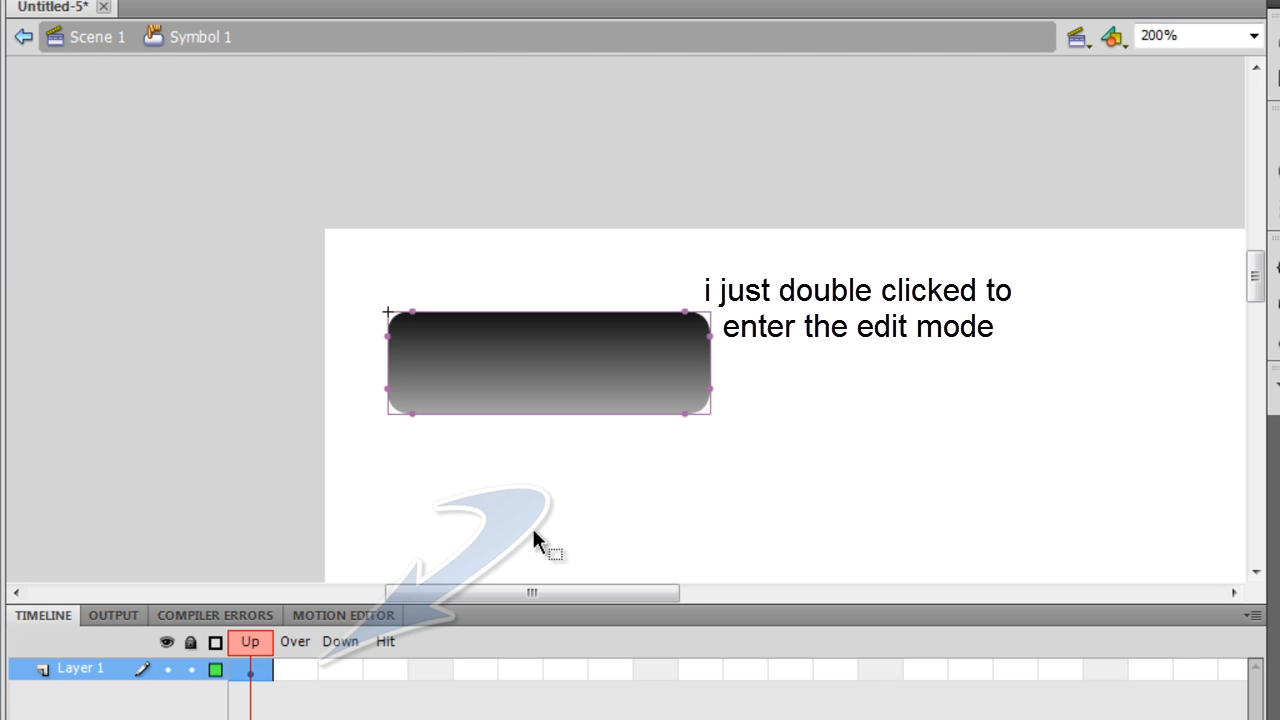 Untitled-5*
Scene 1 Symbol 1 200%
i just double clicked to
enter the edit mode
TIMELINE OUTPUT COMPILER ERRORS MOTION EDITOR
Up Over Down Hit
Layer 1